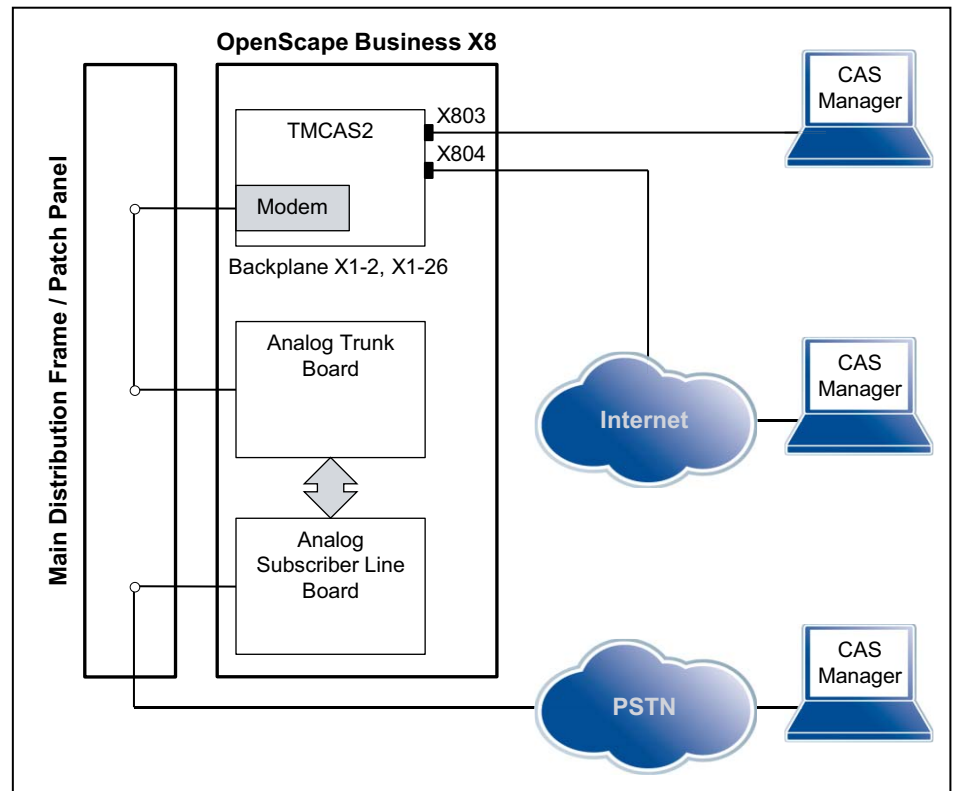 OpenScape Business X8
Main Distribution Frame / Patch Panel
TMCAS2
X803
X804
Modem
Backplane X1-2, X1-26
Analog Trunk
Board
Analog
Subscriber Line
Board
CAS
Manager
Internet
CAS
Manager
PSTN
CAS
Manager